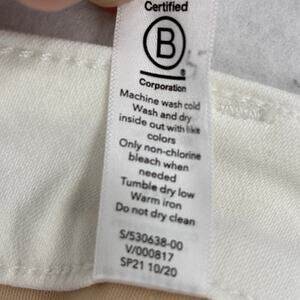 Certified
B
Corporation
Machine wash cold
Wash and dry
inside out with like
colors
Only non-chlorine
bleach when
needed
Tumble dry low
Warm iron
Do not dry clean
S/530638-00
V/000817
SP21 10/20